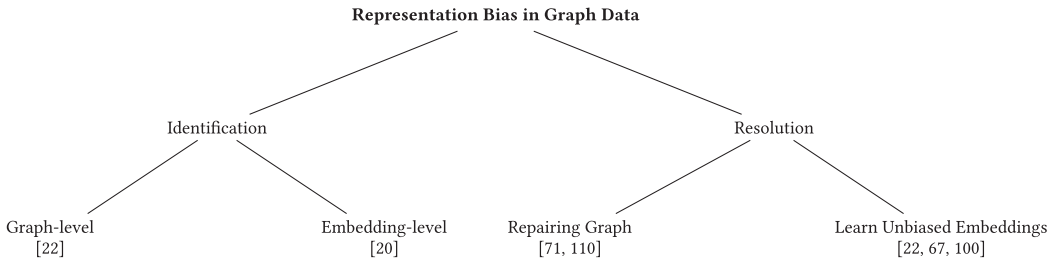 Representation Bias in Graph Data
Identification
Resolution
Graph-level
[22]
Embedding-level
[20]
Repairing Graph
[71, 110]
Learn Unbiased Embeddings
[22, 67, 100]